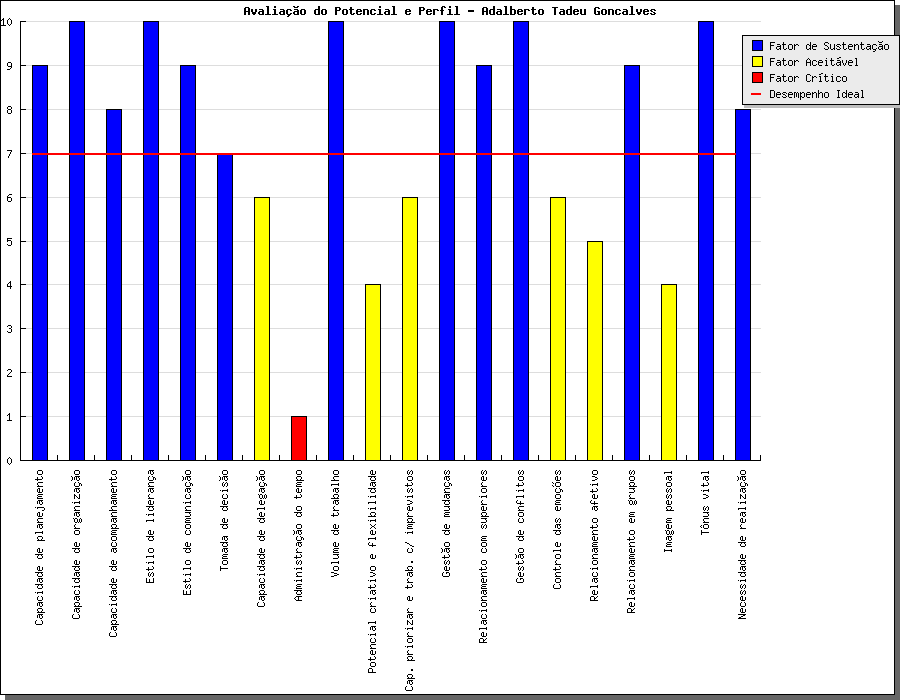 Avaliação do Potencial e Perfil - Adalberto Tadeu Goncalves
Fator de Sustentação
Fator Aceitável
Fator Crítico
Desempenho Ideal
10
9
8
7
6
5
4
3
2
1
0
Capacidade de planejamento
Capacidade de organização
Capacidade de acompanhamento
Estilo de liderança
Estilo de comunicação
Tomada de decisão
Capacidade de delegação
Administração do tempo
Volume de trabalho
Potencial criativo e flexibilidade
Cap. priorizar e trab. c/ imprevistos
Gestão de mudanças
Relacionamento com superiores
Gestão de conflitos
Controle das emoções
Relacionamento afetivo
Relacionamento em grupos
Imagem pessoal
Tônus vital
Necessidade de realização